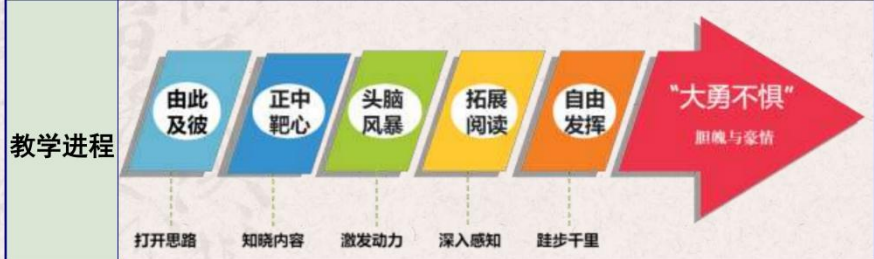 教学进程
由此
及彼
正中
靶心
头脑
风暴
拓展
阅读
自由
发挥
“大勇不惧”
胆魄与豪情
打开思路
知晓内容
激发动力
深入感知
跬步千里